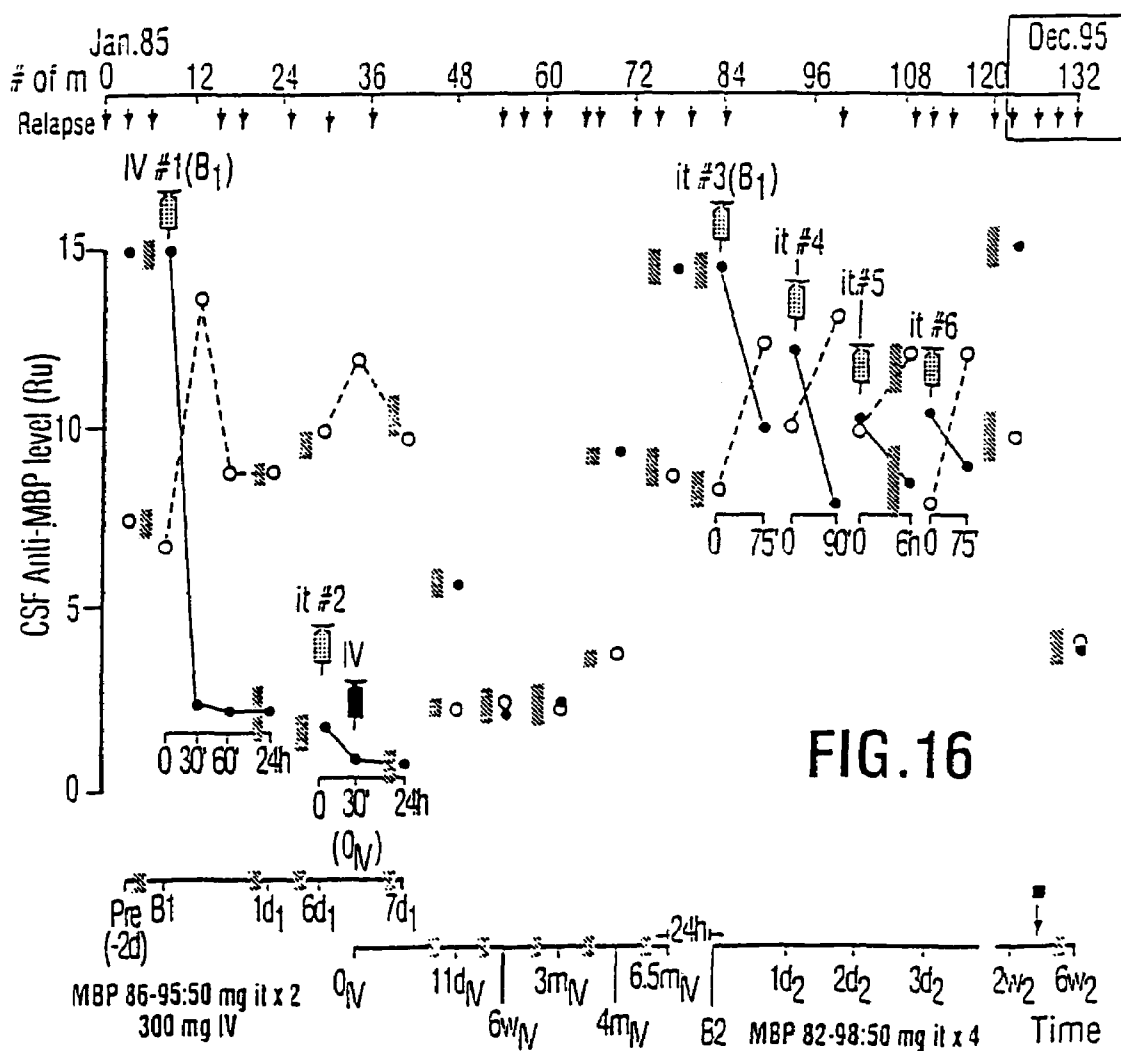 Jan.85 Dec.95
# of m 0 12 24 36 48 60 72 84 96 108 120 132
Relapse
IV #1(B1) it #3(B1)
it #4
it#5
it #6
15
10
5
0
CSF Anti-MBP level (Ru)
0 75' 0 90' 0 6h 0 75'
it #2
IV
0 30' 60' 24h
0 30' 24h
(0IV)
FIG.16
Pre B1 1d1 6d1 7d1
(-2d)
24h
0IV 11dIV 3mIV 6.5mIV 1d2 2d2 3d2 2w2 6w2
6wIV 4mIV B2
MBP 86-95:50 mg it x 2
300 mg IV
MBP 82-98:50 mg it x 4 Time